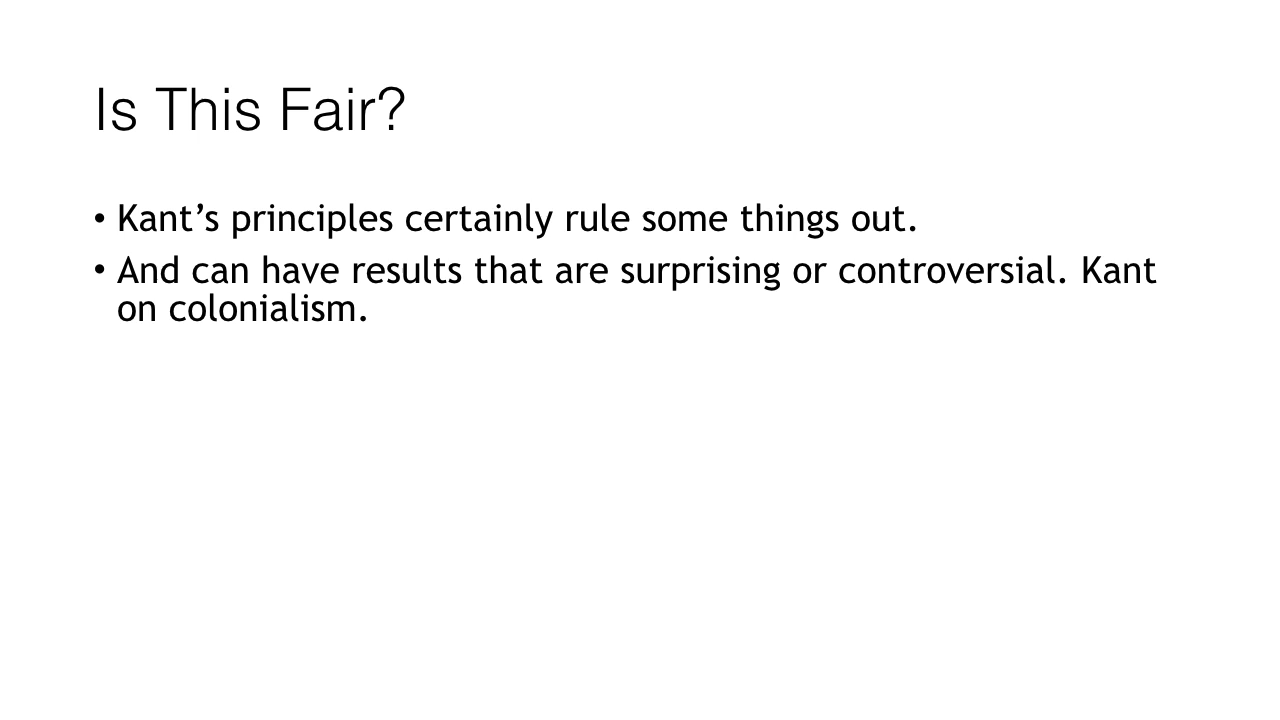 Is This Fair?
• Kant’s principles certainly rule some things out.
• And can have results that are surprising or controversial. Kant
on colonialism.